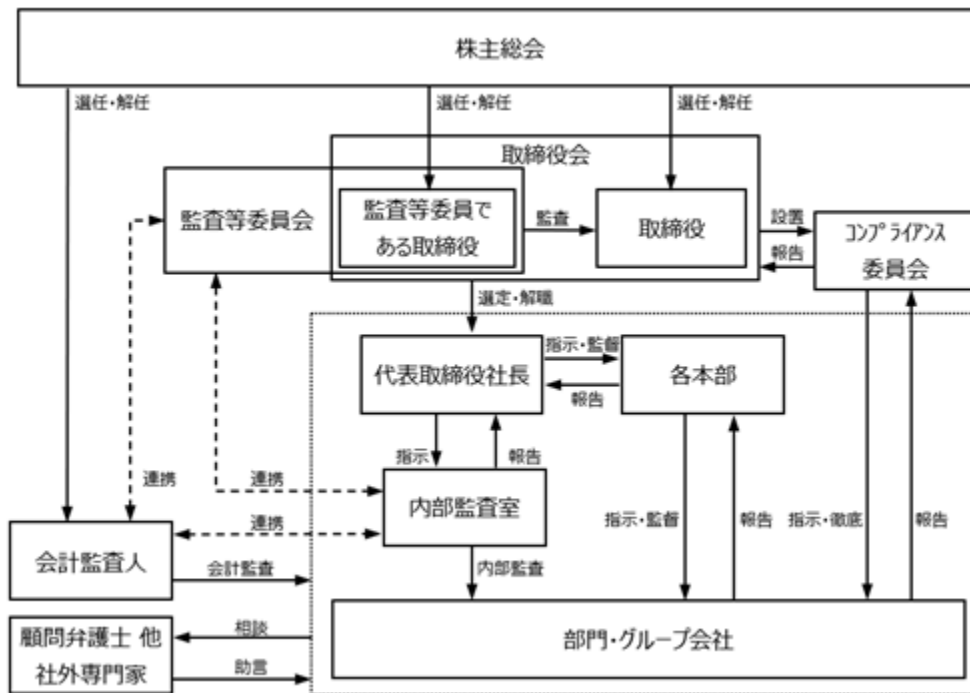 株主総会
選任・解任
選任・解任
選任・解任
取締役会
監査等委員会
監査等委員で
ある取締役
監査
取締役
設置
報告
コンプライアンス
委員会
選定・解職
代表取締役社長
指示・監督
報告
各本部
指示
報告
連携
連携
連携
内部監査室
指示・監督
報告
指示・徹底
報告
会計監査人
会計監査
内部監査
顧問弁護士 他
社外専門家
相談
助言
部門・グループ会社